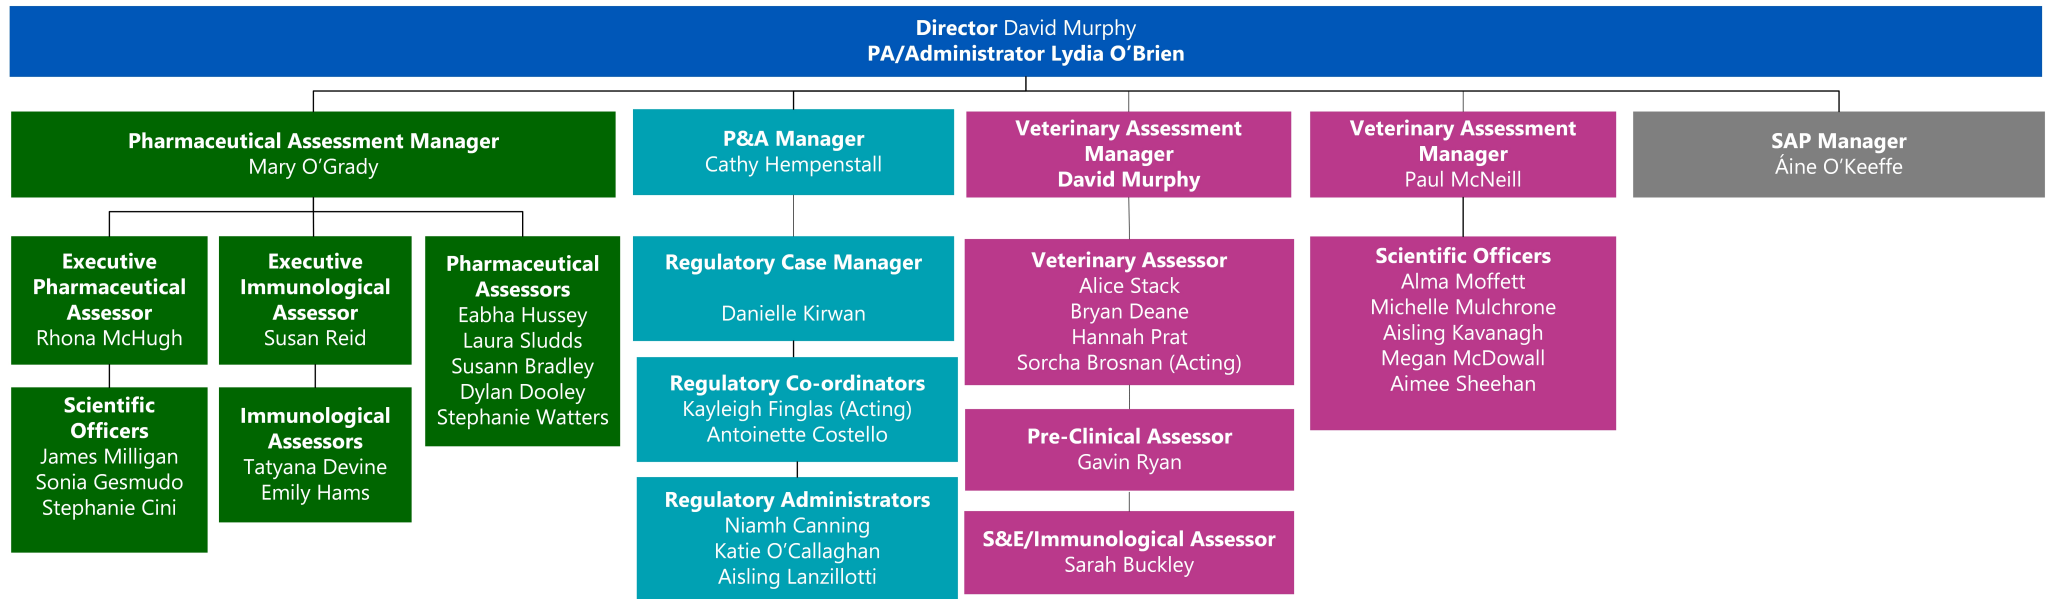 Director David Murphy
PA/Administrator Lydia O’Brien
Pharmaceutical Assessment Manager
Mary O’Grady
P&A Manager
Cathy Hempenstall
Veterinary Assessment
Manager
David Murphy
Veterinary Assessment
Manager
Paul McNeill
SAP Manager
Áine O’Keeffe
Executive
Pharmaceutical
Assessor
Rhona McHugh
Scientific
Officers
James Milligan
Sonia Gesmudo
Stephanie Cini
Executive
Immunological
Assessor
Susan Reid
Immunological
Assessors
Tatyana Devine
Emily Hams
Pharmaceutical
Assessors
Eabha Hussey
Laura Sludds
Susann Bradley
Dylan Dooley
Stephanie Watters
Regulatory Case Manager
Danielle Kirwan
Regulatory Co-ordinators
Kayleigh Finglas (Acting)
Antoinette Costello
Regulatory Administrators
Niamh Canning
Katie O’Callaghan
Aisling Lanzillotti
Veterinary Assessor
Alice Stack
Bryan Deane
Hannah Prat
Sorcha Brosnan (Acting)
Pre-Clinical Assessor
Gavin Ryan
S&E/Immunological Assessor
Sarah Buckley
Scientific Officers
Alma Moffett
Michelle Mulchrone
Aisling Kavanagh
Megan McDowall
Aimee Sheehan